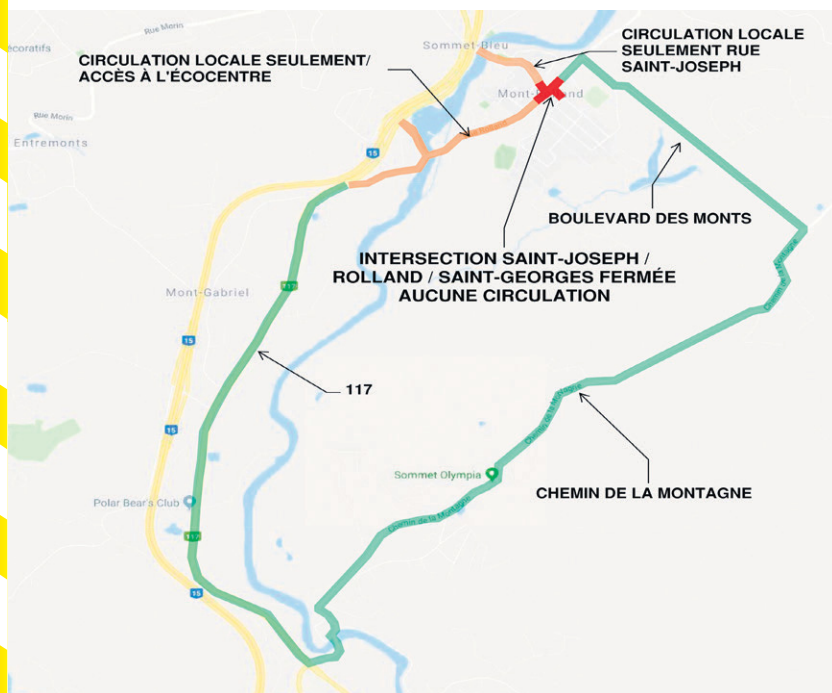 Rue Morin
écoratifs
Sommet-Bleu
CIRCULATION LOCALE
SEULEMENT RUE
SAINT-JOSEPH
CIRCULATION LOCALE SEULEMENT/
ACCÈS À L'ÉCOCENTRE
Rue Morin
Entremonts
15
BOULEVARD DES MONTS
INTERSECTION SAINT-JOSEPH /
ROLLAND / SAINT-GEORGES FERMÉE
AUCUNE CIRCULATION
Mont-Gabriel
117
15
117
15
Chemin de la Montagne
Sommet Olympia
CHEMIN DE LA MONTAGNE
Polar Bear's Club
Chemin de la Montagne
117
15